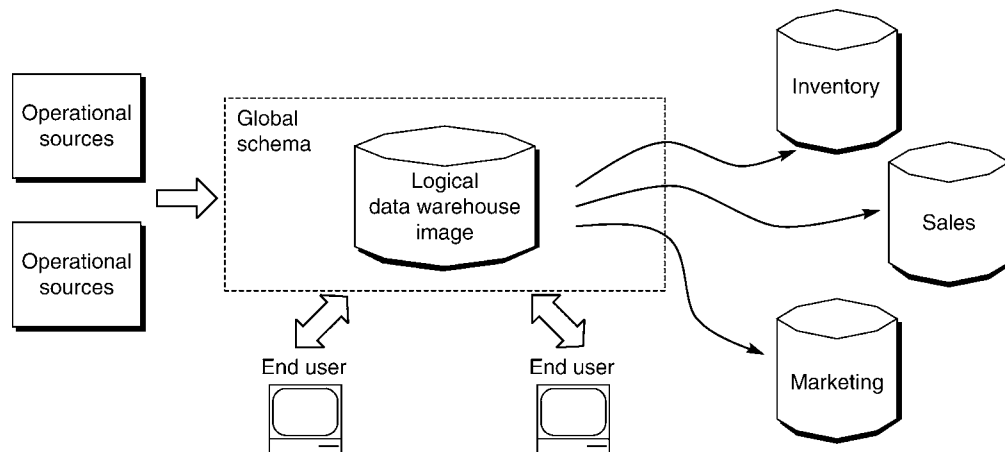 Operational
sources
Operational
sources
Global
schema
Logical
data warehouse
image
End user
End user
Inventory
Sales
Marketing